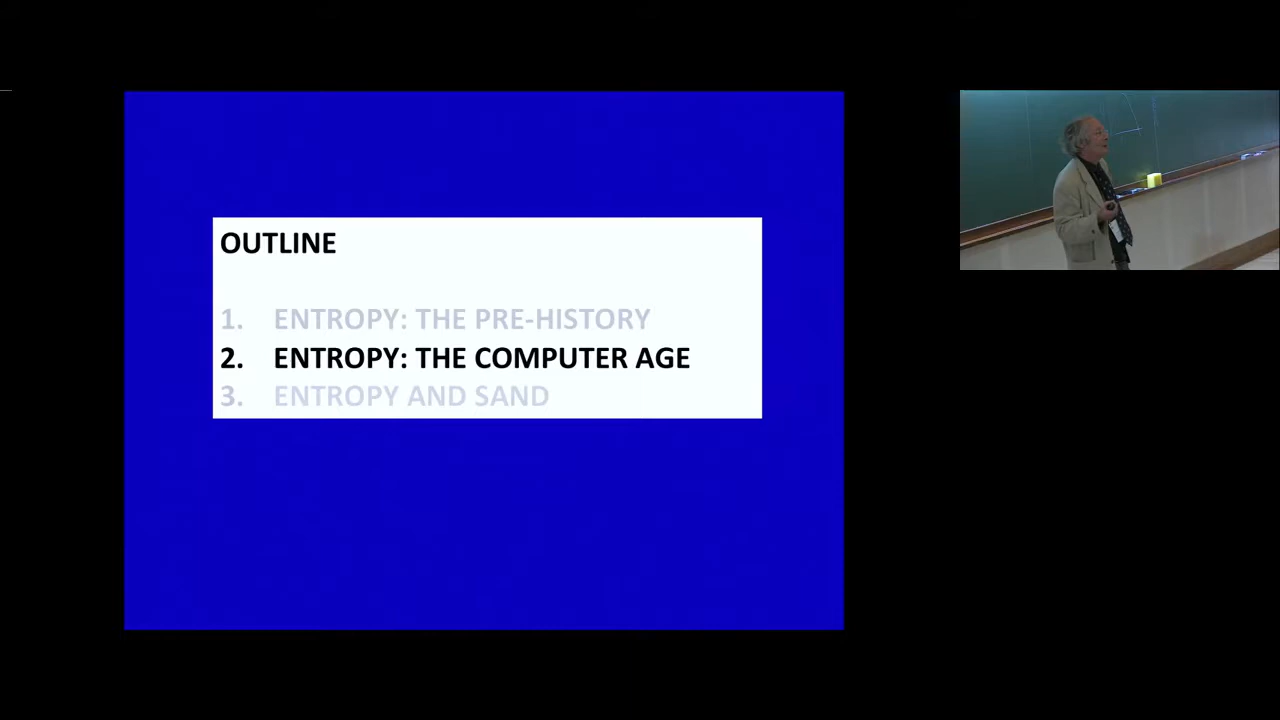 OUTLINE
1. ENTROPY: THE PRE-HISTORY
2. ENTROPY: THE COMPUTER AGE
3. ENTROPY AND SAND